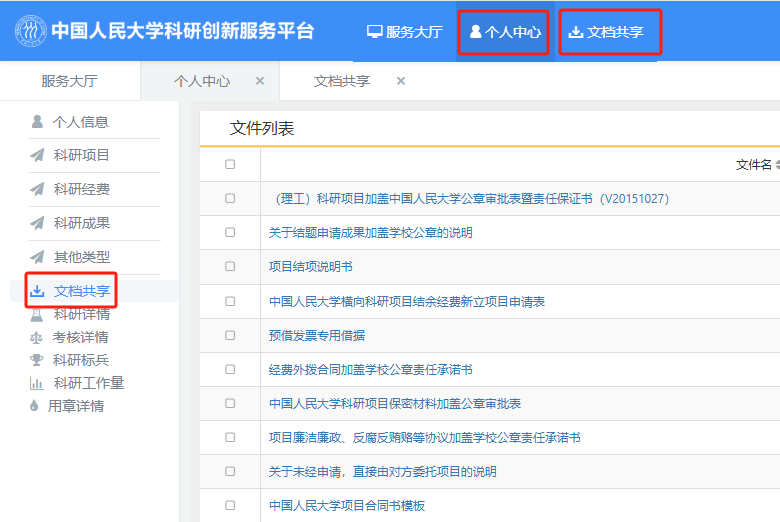 中国人民大学科研创新服务平台 服务大厅 个人中心 文档共享
服务大厅 个人中心 × 文档共享 ×
个人信息
科研项目
科研经费
科研成果
其他类型
文档共享
科研详情
考核详情
科研标兵
科研工作量
用章详情
文件列表
文件名
（理工）科研项目加盖中国人民大学公章审批表暨责任保证书（V20151027）
关于结题申请成果加盖学校公章的说明
项目结项说明书
中国人民大学横向科研项目结余经费新立项目申请表
预借发票专用借据
经费外拨合同加盖学校公章责任承诺书
中国人民大学科研项目保密材料加盖公章审批表
项目廉洁廉政、反腐反贿赂等协议加盖学校公章责任承诺书
关于未经申请，直接由对方委托项目的说明
中国人民大学项目合同书模板